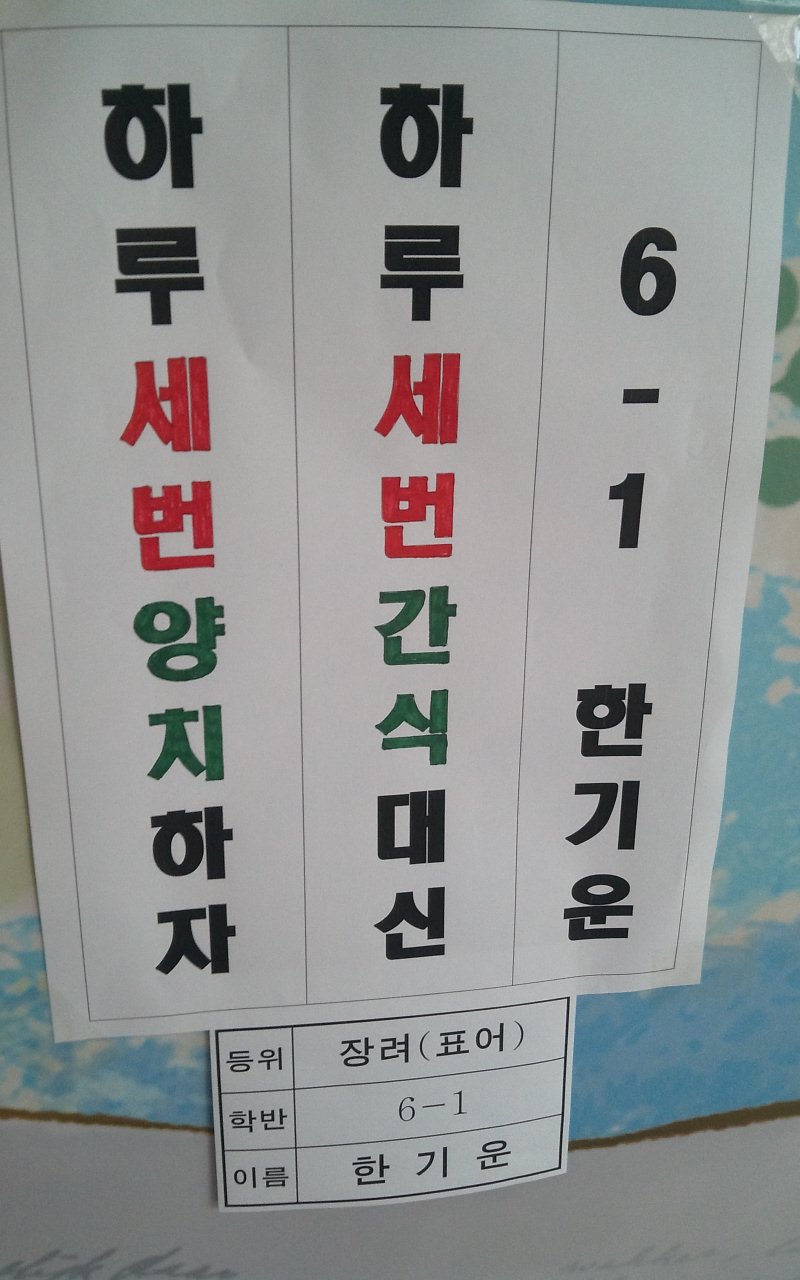 6-1 한기운
하루세번간식대신
하루세번양치하자
등위 장려(표어)
학반 6-1
이름 한 기 운